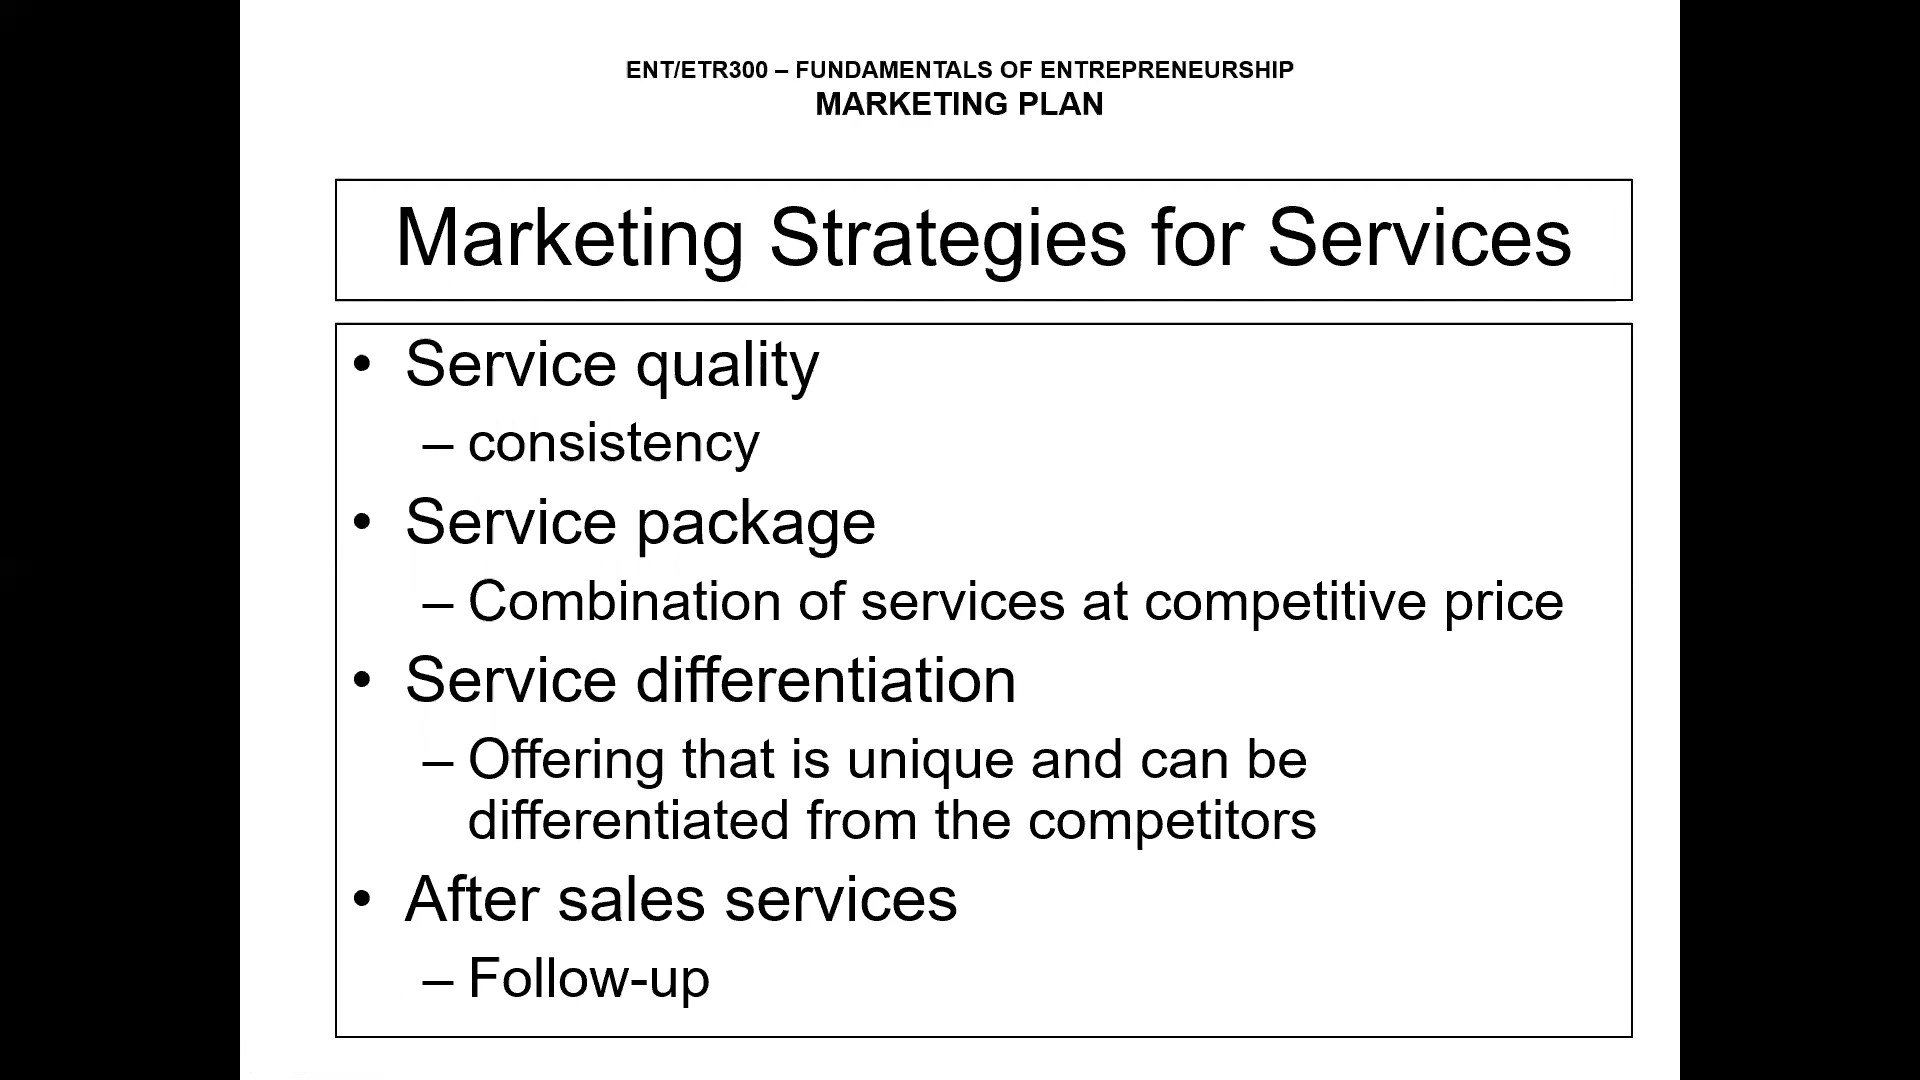 ENT/ETR300 – FUNDAMENTALS OF ENTREPRENEURSHIP
MARKETING PLAN
Marketing Strategies for Services
• Service quality
– consistency
• Service package
– Combination of services at competitive price
• Service differentiation
– Offering that is unique and can be
differentiated from the competitors
• After sales services
– Follow-up